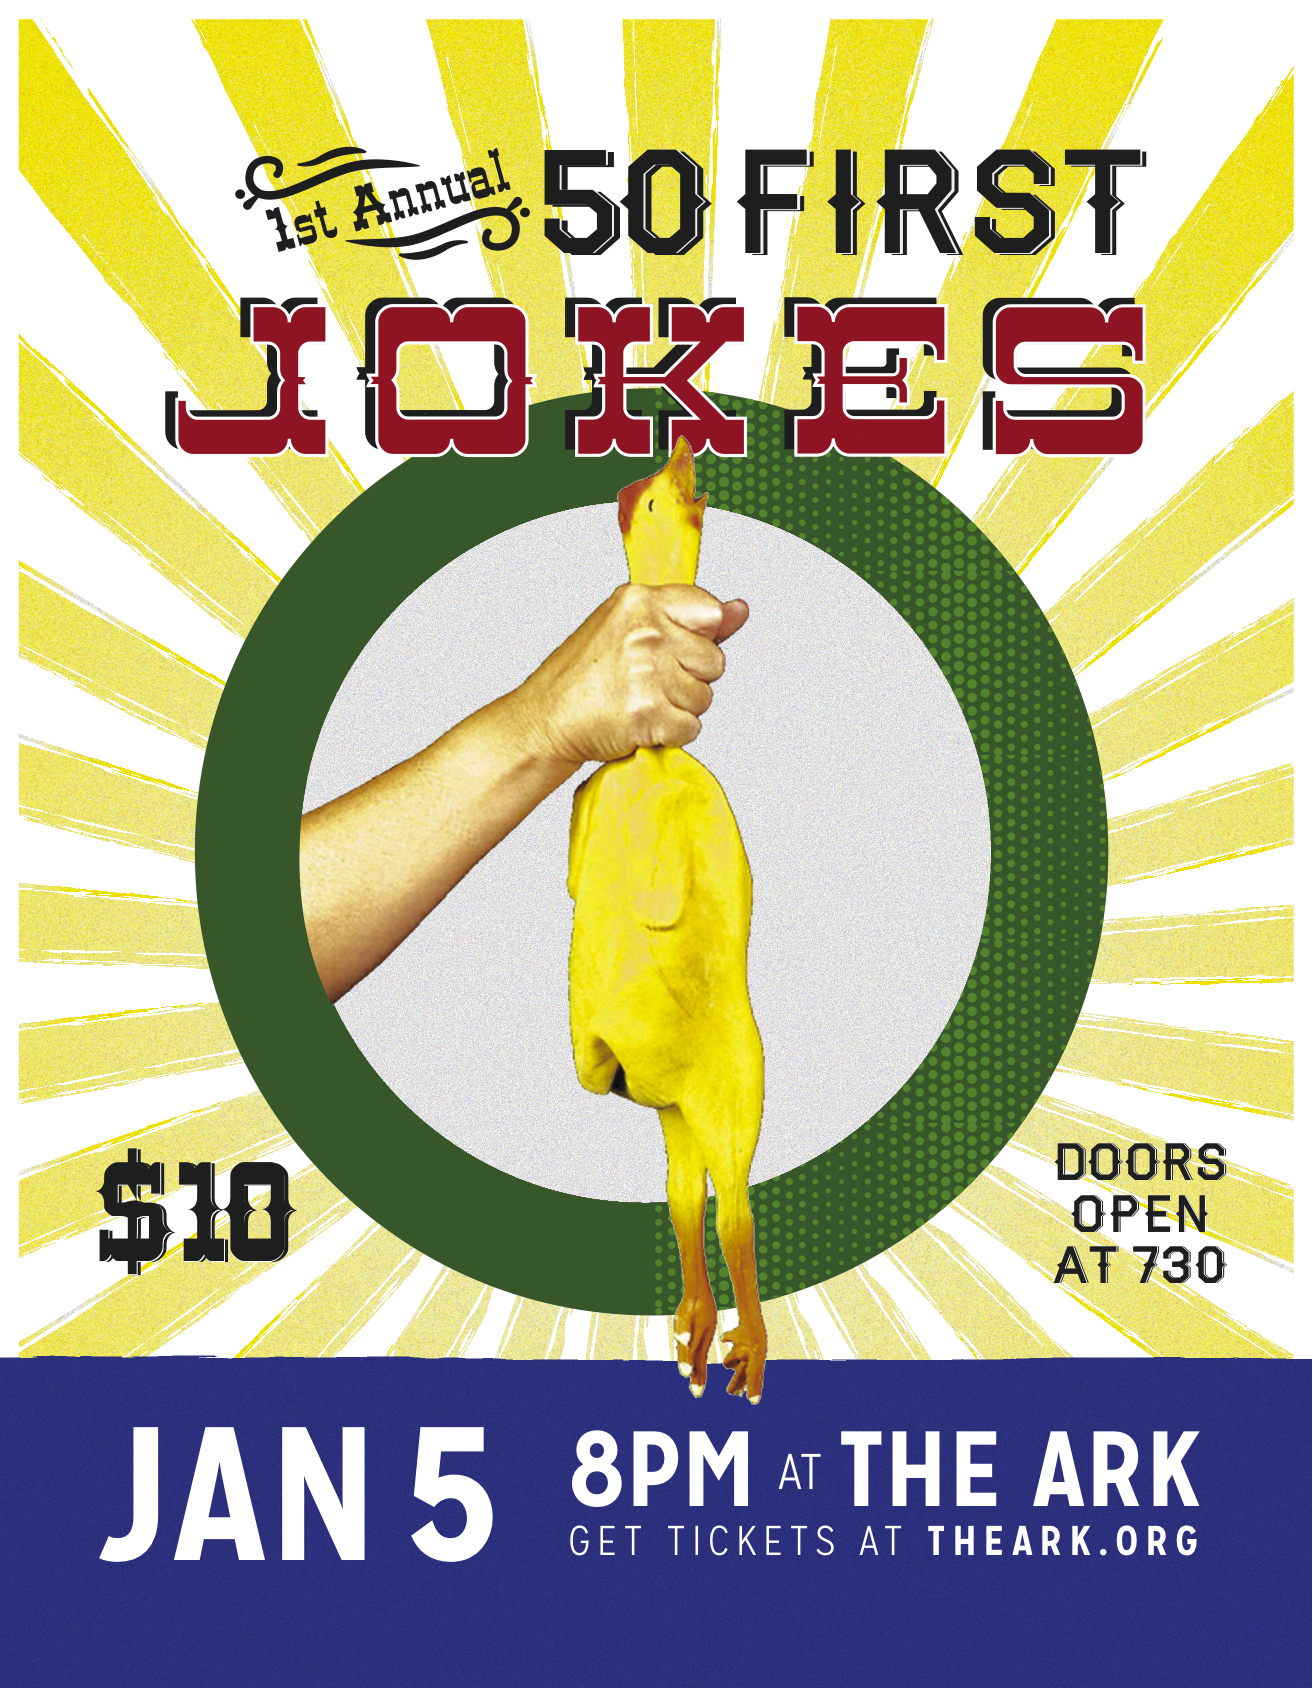 1st Annual 50 FIRST
JOKES
$10
DOORS
OPEN
AT 730
JAN 5
8PM AT THE ARK
GET TICKETS AT THEARK.ORG